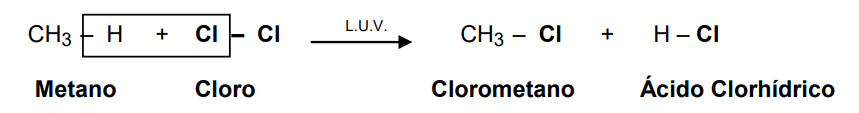 L.U.V.
CH₃ – H + Cl – Cl CH₃ – Cl + H – Cl
Metano Cloro Clorometano Ácido Clorhídrico